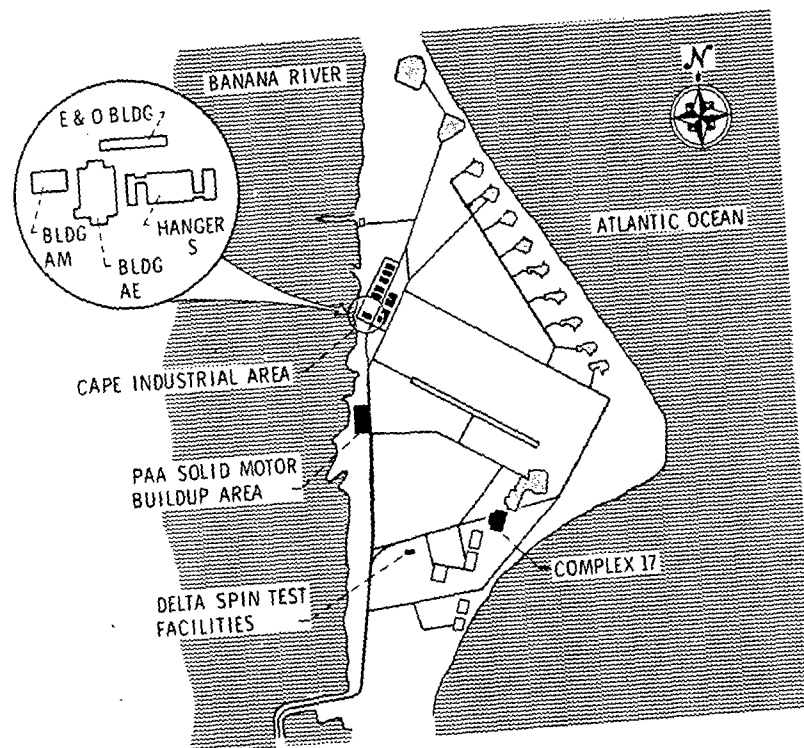 BANANA RIVER
N
E & O BLDG
BLDG
AM
BLDG
AE
HANGER
S
ATLANTIC OCEAN
CAPE INDUSTRIAL AREA
PAA SOLID MOTOR
BUILDUP AREA
COMPLEX 17
DELTA SPIN TEST
FACILITIES